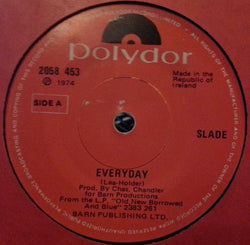 polydor
2058 453
℗ 1974
Made in the
Republic of
Ireland
SIDE A
SLADE
EVERYDAY
(Lea-Holder)
Prod. By Chas. Chandler
for Barn Productions
From the L.P. "Old New Borrowed
And Blue" 2383 261
BARN PUBLISHING LTD.